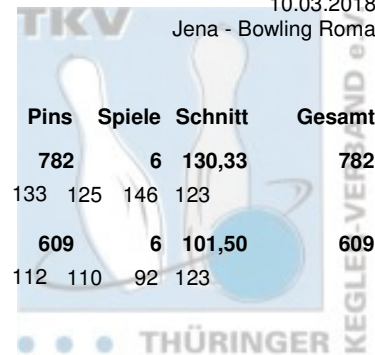 10.03.2018
TKV
Jena - Bowling Roma
Pins Spiele Schnitt Gesamt
782 6 130,33 782
133 125 146 123
609 6 101,50 609
112 110 92 123
THÜRINGER
KEGLER-VERBAND e.V.